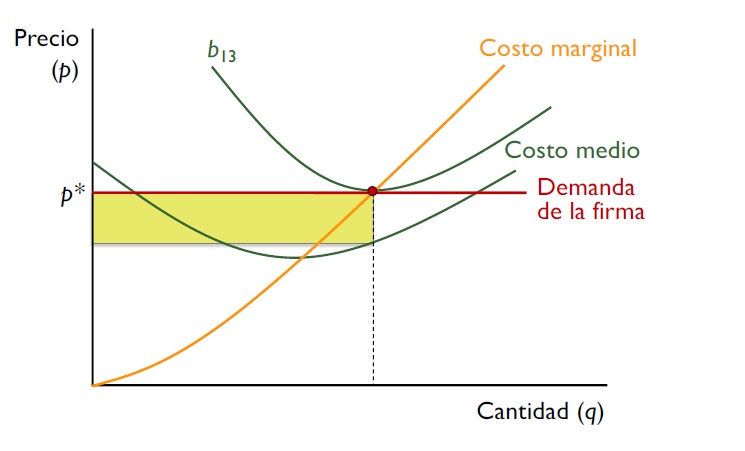 Precio
(p)
b13
Costo marginal
Costo medio
p*
Demanda
de la firma
Cantidad (q)